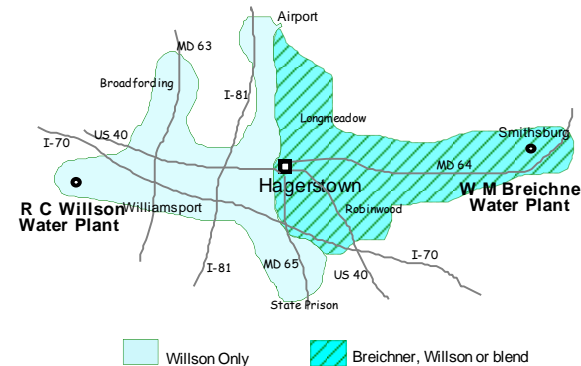 Airport
MD 63
Broadfording
I-81
Longmeadow
I-70
US 40
Smithsburg
MD 64
Hagerstown
W M Breichne
Water Plant
R C Willson
Water Plant
Williamsport
Robinwood
I-81
MD 65
US 40
I-70
State Prison
Willson Only
Breichner, Willson or blend